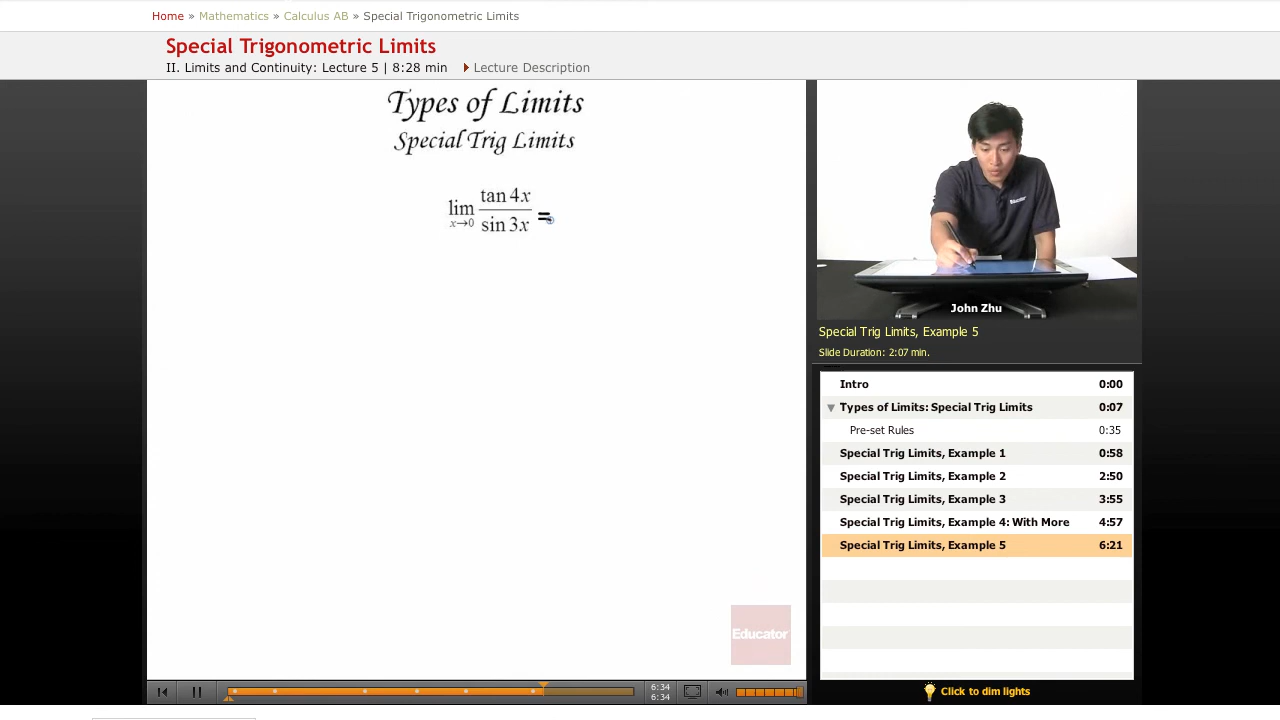 Home » Mathematics » Calculus AB » Special Trigonometric Limits
Special Trigonometric Limits
II. Limits and Continuity: Lecture 5 | 8:28 min Lecture Description
Types of Limits
Special Trig Limits
lim x→0 tan 4x / sin 3x =
Educator
John Zhu
Special Trig Limits, Example 5
Slide Duration: 2:07 min.
Intro 0:00
▼ Types of Limits: Special Trig Limits 0:07
Pre-set Rules 0:35
Special Trig Limits, Example 1 0:58
Special Trig Limits, Example 2 2:50
Special Trig Limits, Example 3 3:55
Special Trig Limits, Example 4: With More 4:57
Special Trig Limits, Example 5 6:21
6:34
6:34
Click to dim lights